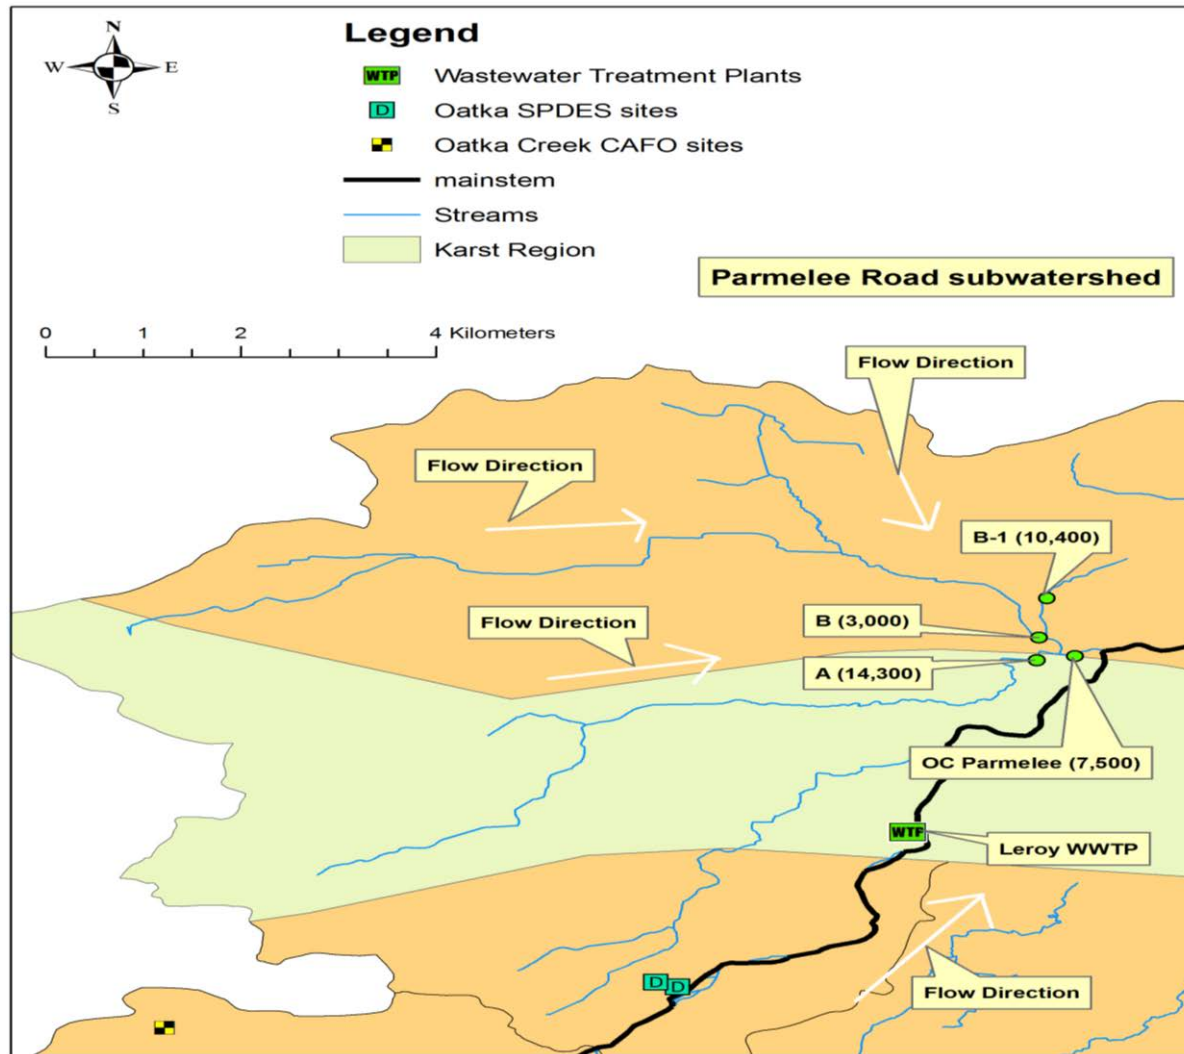 N
W E
S
Legend
WTP Wastewater Treatment Plants
D Oatka SPDES sites
Oatka Creek CAFO sites
mainstem
Streams
Karst Region
Parmelee Road subwatershed
0 1 2 4 Kilometers
Flow Direction
Flow Direction
B-1 (10,400)
B (3,000)
Flow Direction
A (14,300)
OC Parmelee (7,500)
WTP
Leroy WWTP
D D
Flow Direction